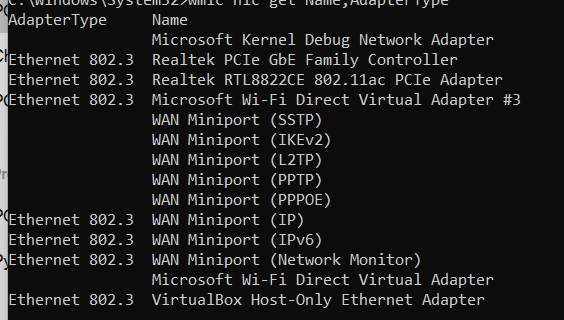 C:\Windows\System32>wmic nic get Name,AdapterType
AdapterType    Name
Microsoft Kernel Debug Network Adapter
Ethernet 802.3  Realtek PCIe GbE Family Controller
Ethernet 802.3  Realtek RTL8822CE 802.11ac PCIe Adapter
Ethernet 802.3  Microsoft Wi-Fi Direct Virtual Adapter #3
WAN Miniport (SSTP)
WAN Miniport (IKEv2)
WAN Miniport (L2TP)
WAN Miniport (PPTP)
WAN Miniport (PPPOE)
Ethernet 802.3  WAN Miniport (IP)
Ethernet 802.3  WAN Miniport (IPv6)
Ethernet 802.3  WAN Miniport (Network Monitor)
Microsoft Wi-Fi Direct Virtual Adapter
Ethernet 802.3  VirtualBox Host-Only Ethernet Adapter